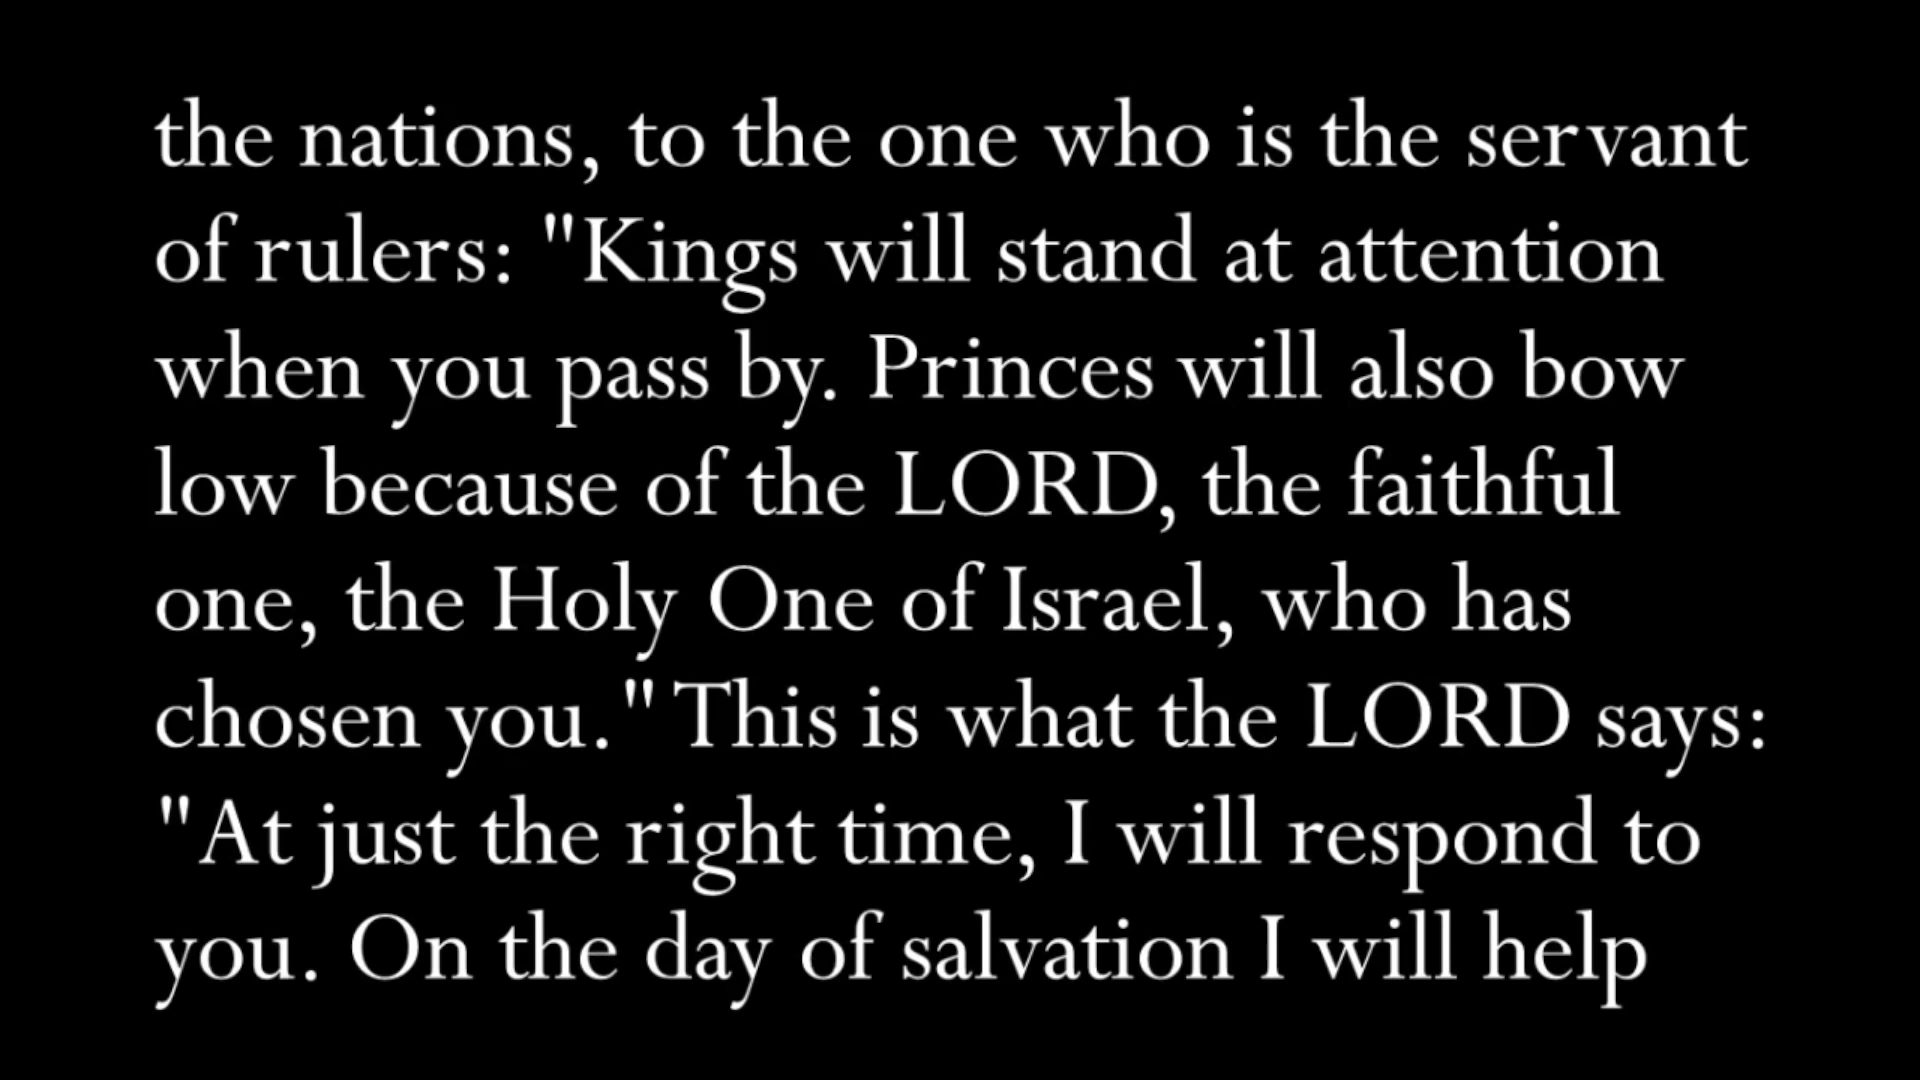 the nations, to the one who is the servant
of rulers: "Kings will stand at attention
when you pass by. Princes will also bow
low because of the LORD, the faithful
one, the Holy One of Israel, who has
chosen you." This is what the LORD says:
"At just the right time, I will respond to
you. On the day of salvation I will help